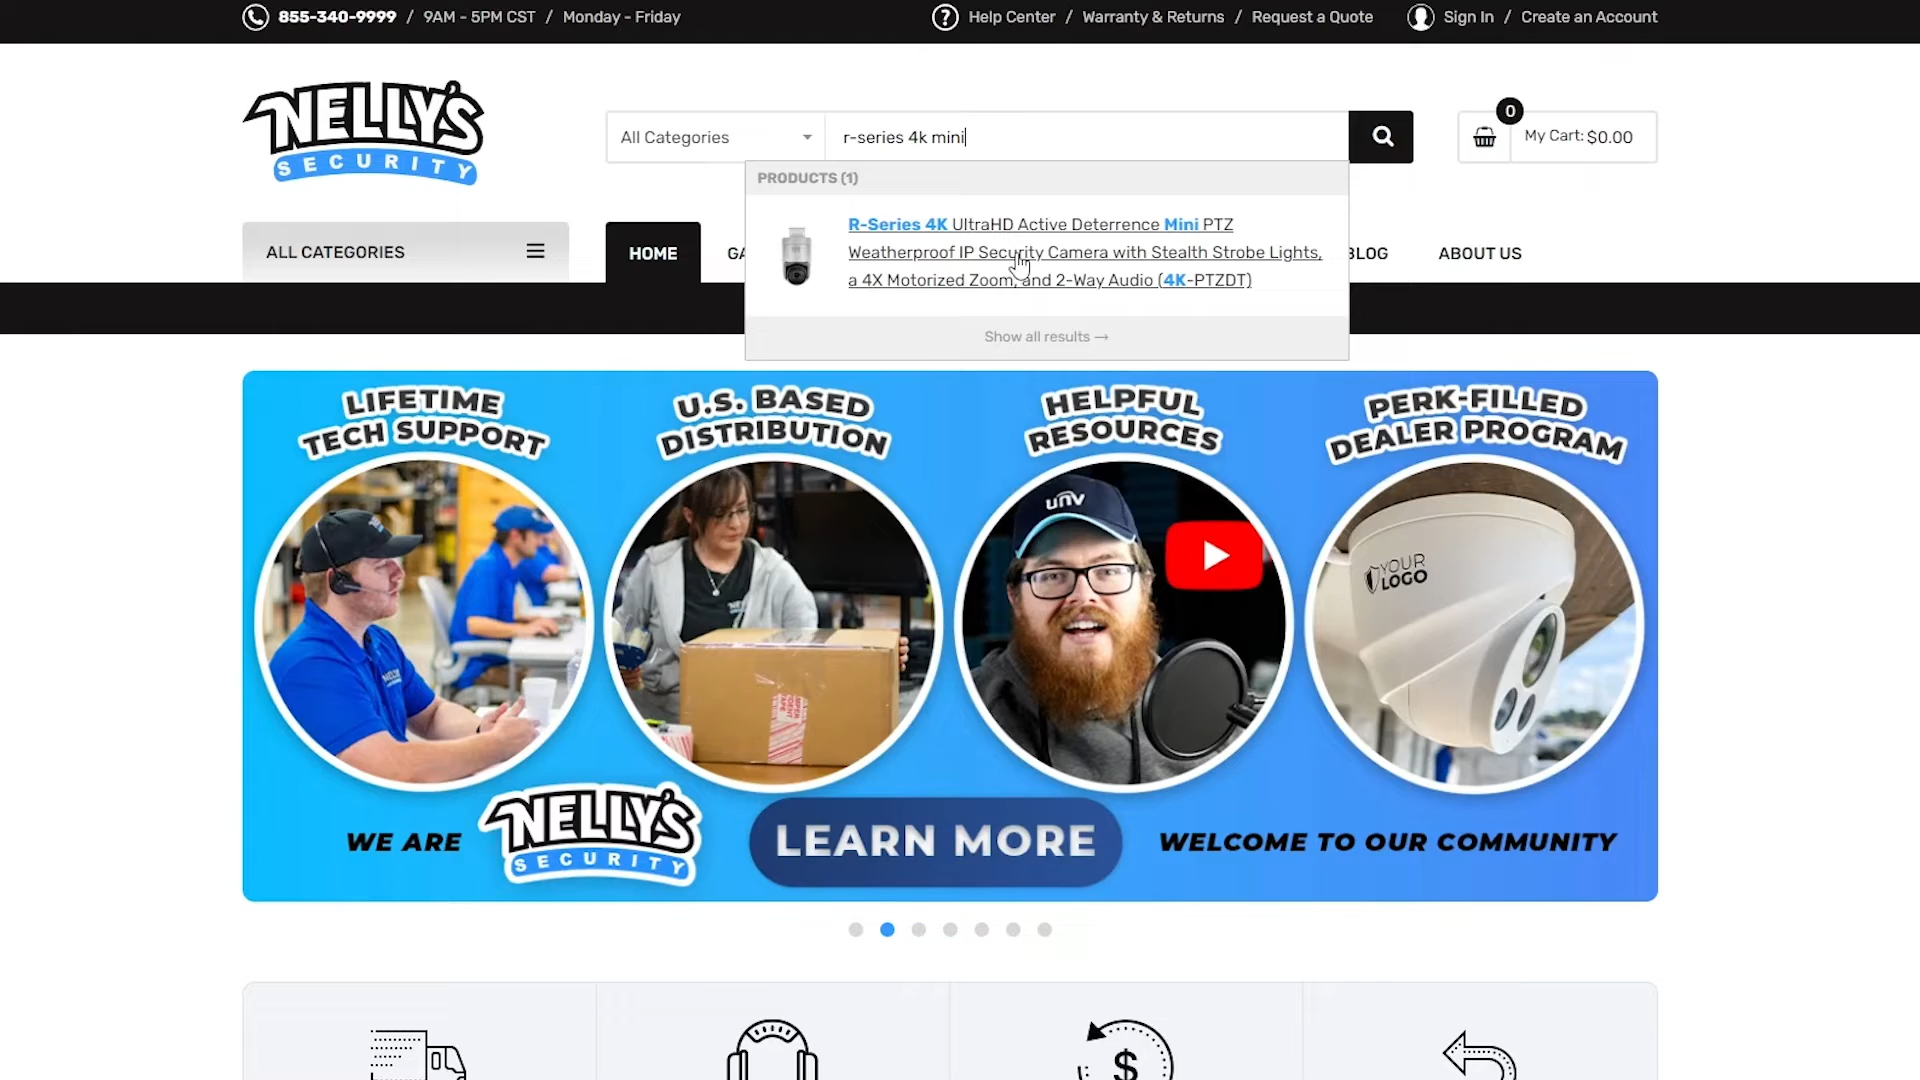 855-340-9999 / 9AM - 5PM CST / Monday - Friday
Help Center / Warranty & Returns / Request a Quote
Sign In / Create an Account
NELLY'S
SECURITY
All Categories
r-series 4k mini
0
My Cart: $0.00
PRODUCTS (1)
R-Series 4K UltraHD Active Deterrence Mini PTZ
Weatherproof IP Security Camera with Stealth Strobe Lights,
a 4X Motorized Zoom, and 2-Way Audio (4K-PTZDT)
Show all results →
ALL CATEGORIES
HOME
GA
BLOG
ABOUT US
LIFETIME
TECH SUPPORT
U.S. BASED
DISTRIBUTION
HELPFUL
RESOURCES
PERK-FILLED
DEALER PROGRAM
unv
YOUR
LOGO
WE ARE
NELLY'S
SECURITY
LEARN MORE
WELCOME TO OUR COMMUNITY
$